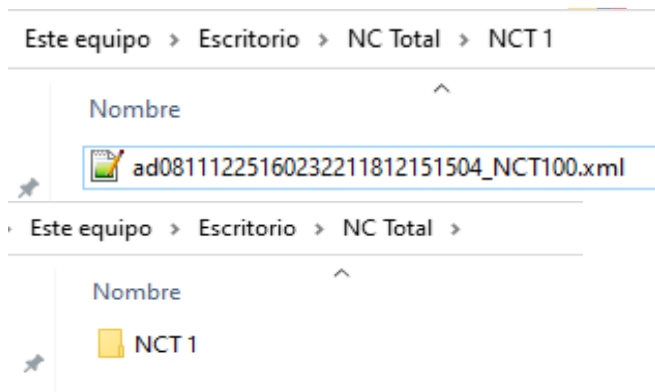 Este equipo > Escritorio > NC Total > NCT 1
Nombre
ad08111225160232211812151504_NCT100.xml
Este equipo > Escritorio > NC Total >
Nombre
NCT 1